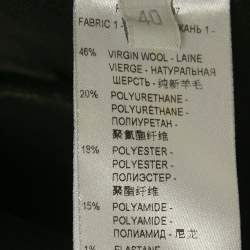 40
FABRIC 1 -
КАНЬ 1 -
46% VIRGIN WOOL - LAINE
VIERGE - НАТУРАЛЬНАЯ
ШЕРСТЬ - 纯新羊毛
20% POLYURETHANE -
POLYURÉTHANE -
ПОЛИУРЕТАН -
聚氨酯纤维
18% POLYESTER -
POLYESTER -
ПОЛИЭСТЕР -
聚酯纤维
15% POLYAMIDE -
POLYAMIDE -
ПОЛИАМИД - 尼龙
1% ELASTANE